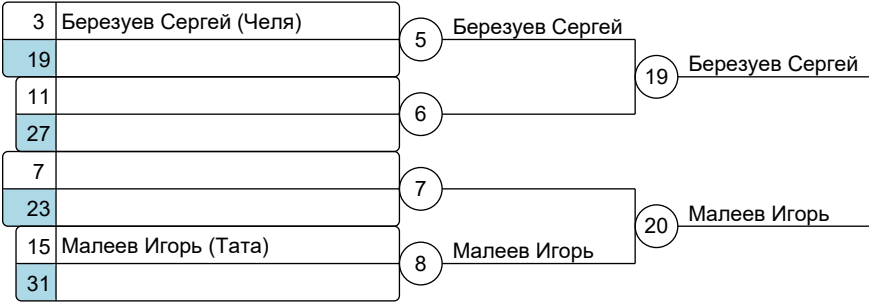 3 Березуев Сергей (Челя)
19
5 Березуев Сергей
19 Березуев Сергей
11
27
6
7
23
7
20 Малеев Игорь
15 Малеев Игорь (Тата)
31
8 Малеев Игорь